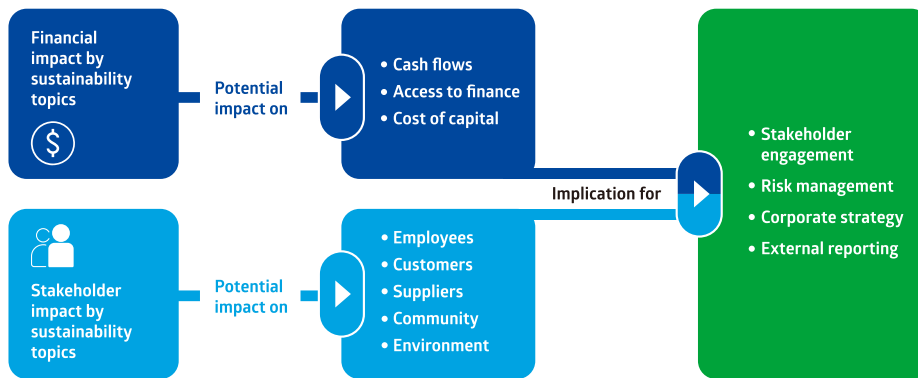 Financial
impact by
sustainability
topics
$
Potential
impact on
• Cash flows
• Access to finance
• Cost of capital
Stakeholder
impact by
sustainability
topics
Potential
impact on
• Employees
• Customers
• Suppliers
• Community
• Environment
Implication for
• Stakeholder
engagement
• Risk management
• Corporate strategy
• External reporting